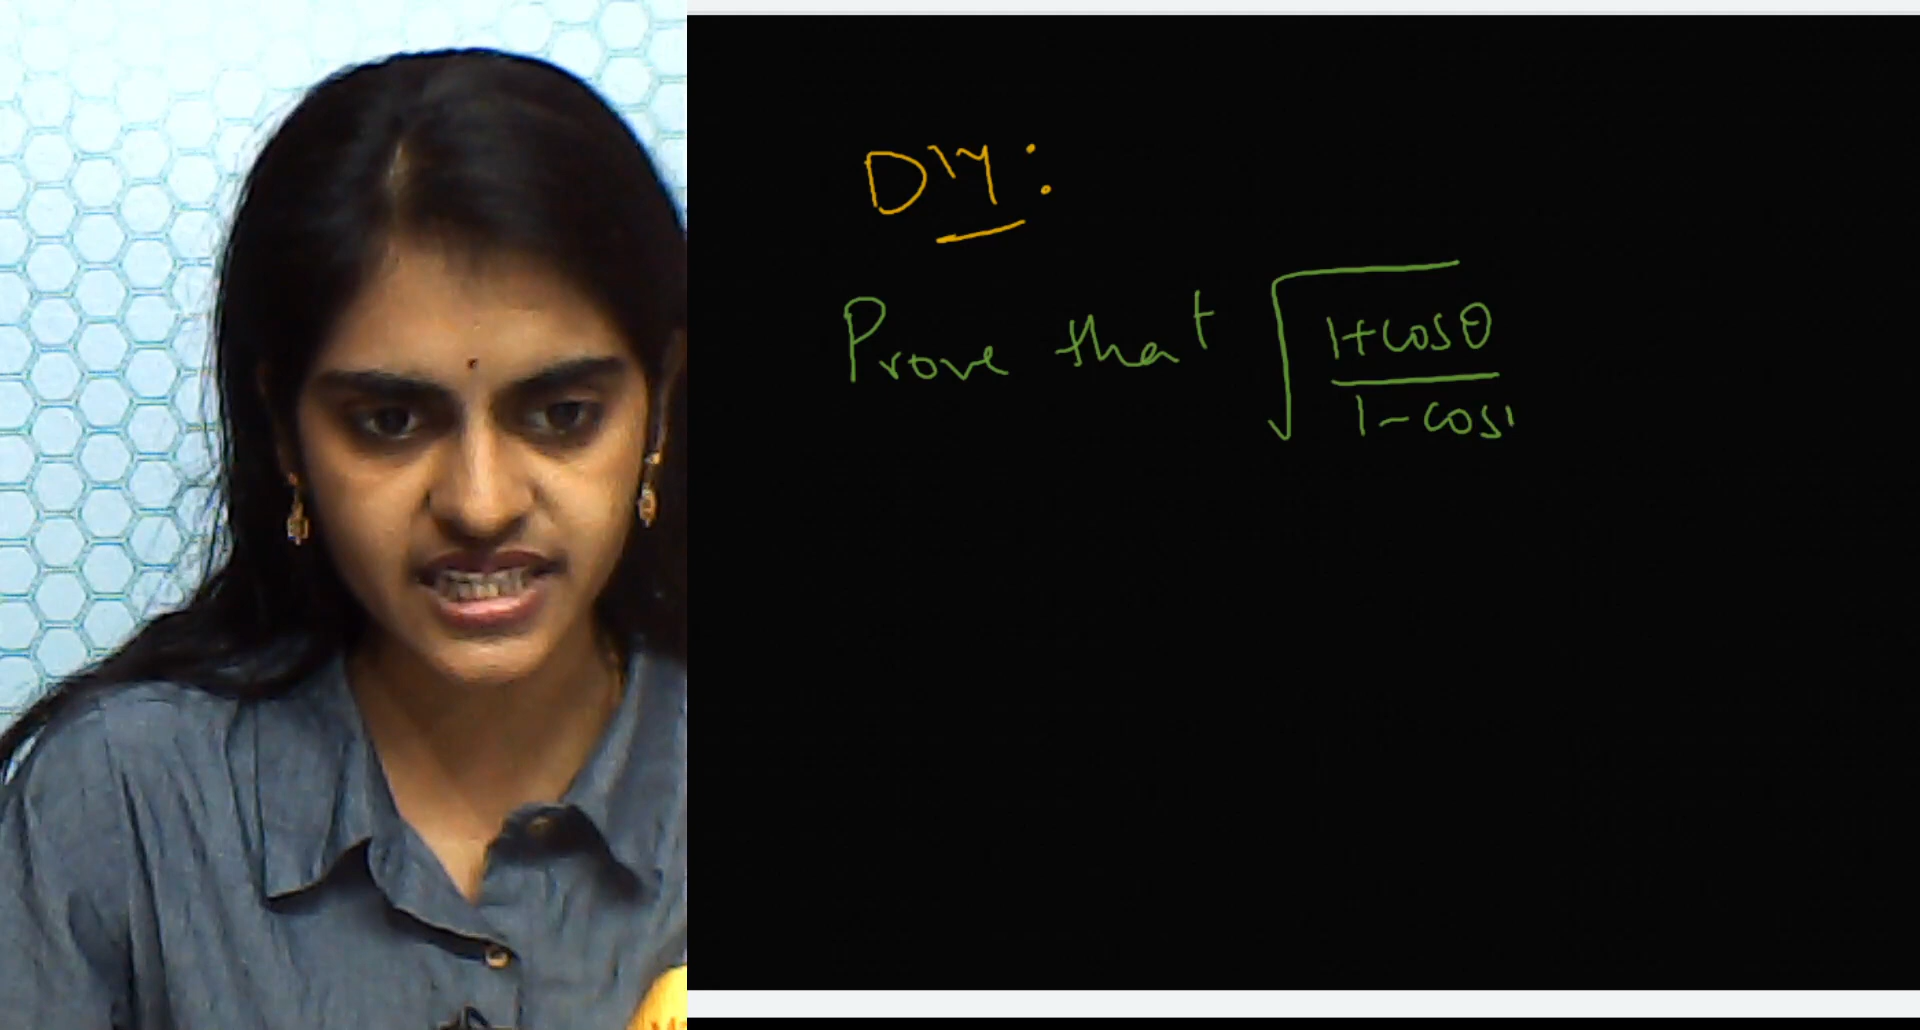 DIY:
Prove that √(1+cosθ / 1-cos